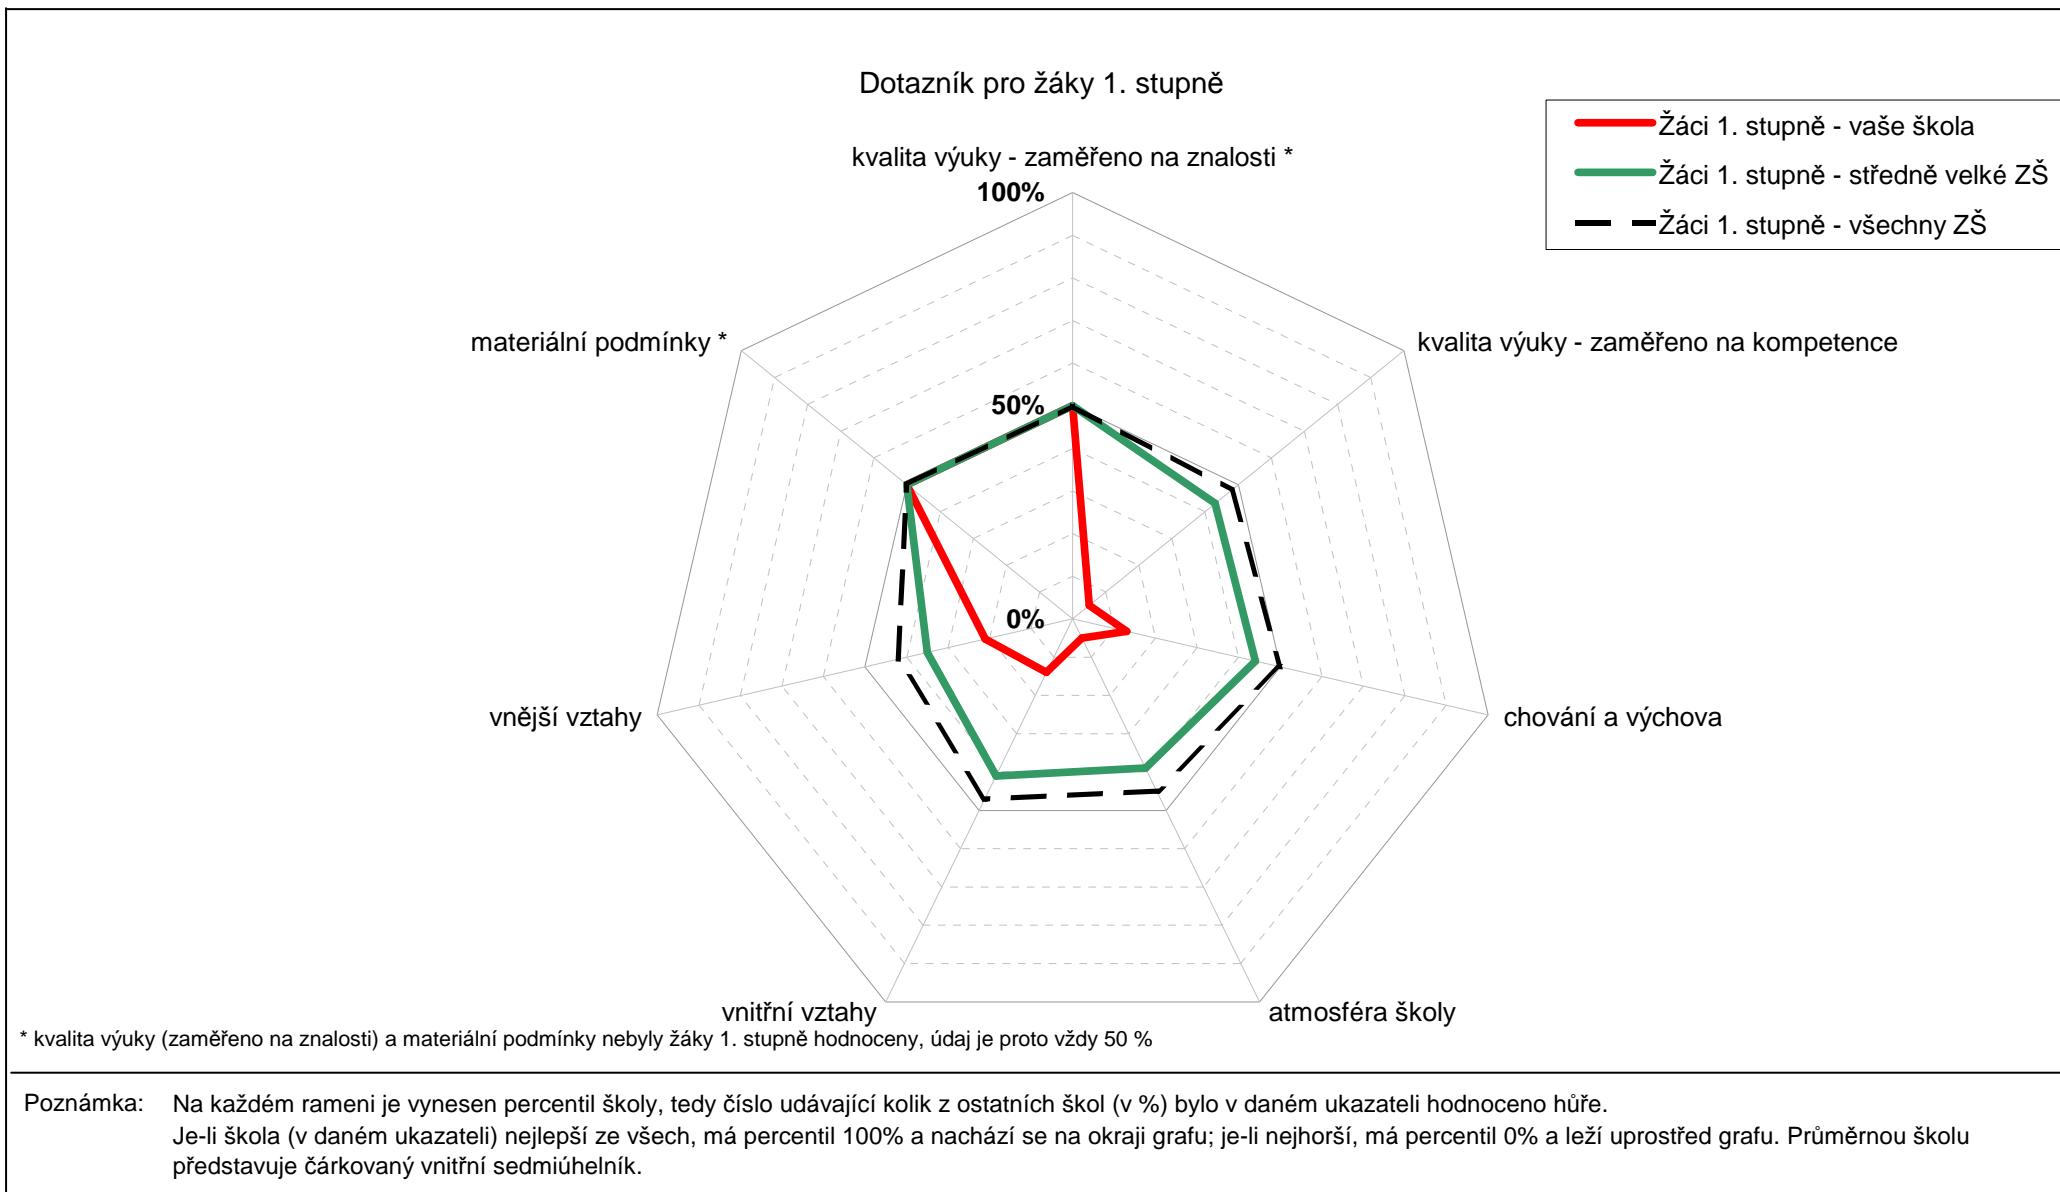 Dotazník pro žáky 1. stupně
Žáci 1. stupně - vaše škola
Žáci 1. stupně - středně velké ZŠ
Žáci 1. stupně - všechny ZŠ
kvalita výuky - zaměřeno na znalosti *
100%
materiální podmínky *
kvalita výuky - zaměřeno na kompetence
50%
0%
vnější vztahy
chování a výchova
vnitřní vztahy
atmosféra školy
* kvalita výuky (zaměřeno na znalosti) a materiální podmínky nebyly žáky 1. stupně hodnoceny, údaj je proto vždy 50 %
Poznámka: Na každém rameni je vynesen percentil školy, tedy číslo udávající kolik z ostatních škol (v %) bylo v daném ukazateli hodnoceno hůře.
Je-li škola (v daném ukazateli) nejlepší ze všech, má percentil 100% a nachází se na okraji grafu; je-li nejhorší, má percentil 0% a leží uprostřed grafu. Průměrnou školu
představuje čárkovaný vnitřní sedmiúhelník.